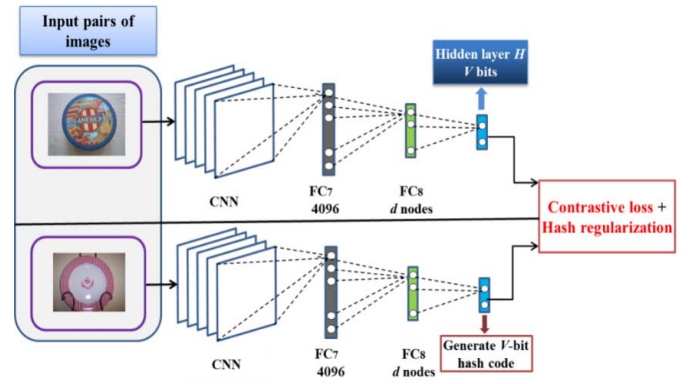 Input pairs of
images
Hidden layer H
V bits
AMERICA
CNN
FC7
4096
FC8
d nodes
Contrastive loss +
Hash regularization
CNN
FC7
4096
FC8
d nodes
Generate V-bit
hash code